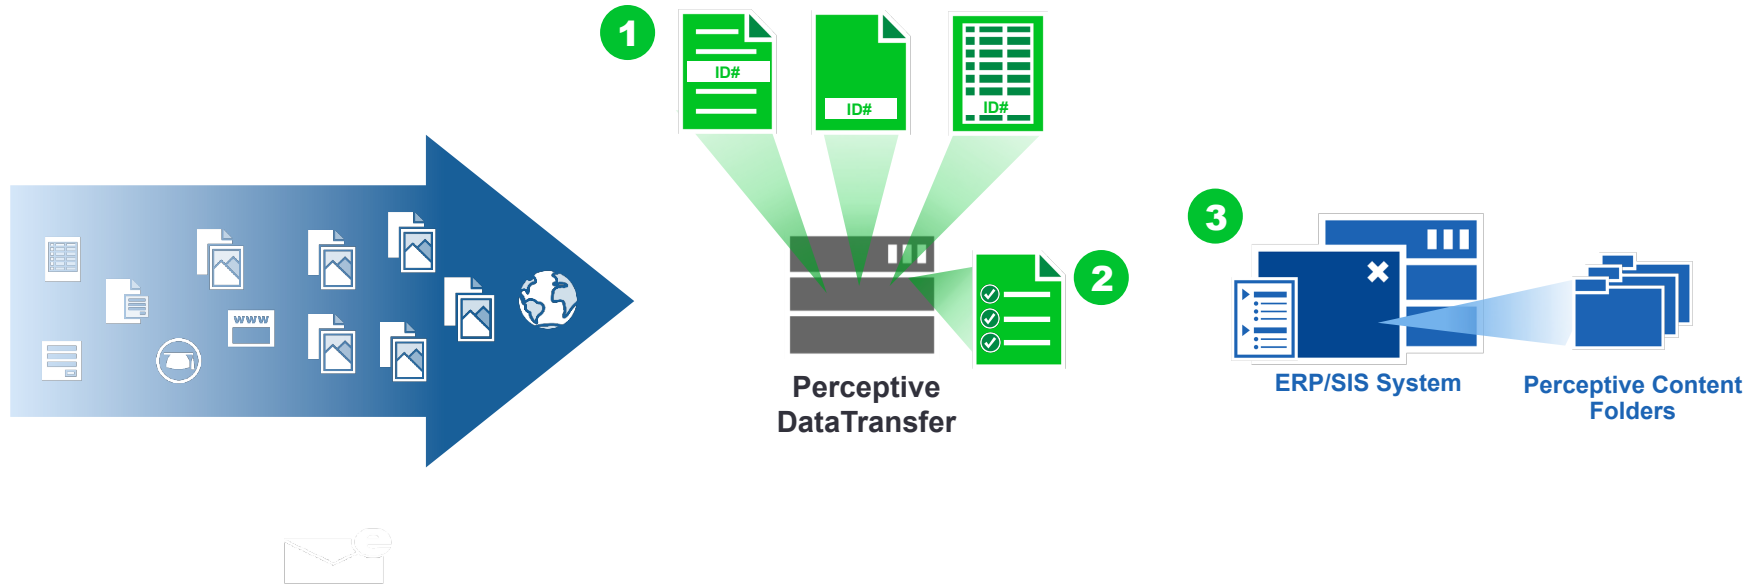 1
ID#
ID#
ID#
www
2
3
Perceptive
DataTransfer
ERP/SIS System
Perceptive Content
Folders
e